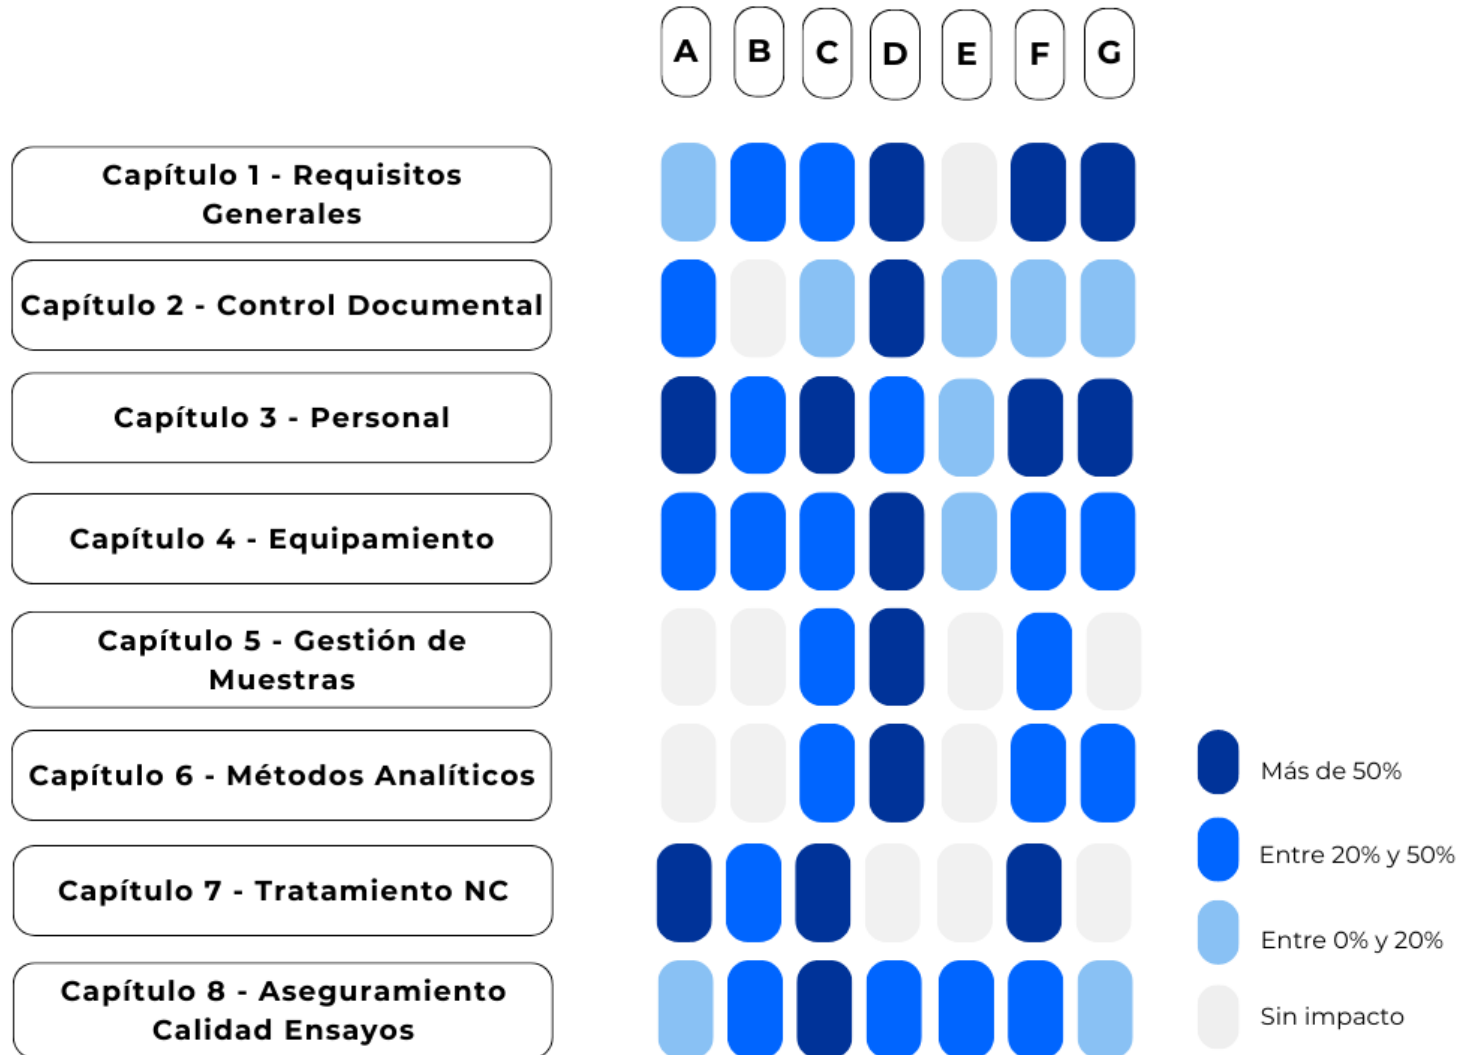 A B C D E F G
Capítulo 1 - Requisitos
Generales
Capítulo 2 - Control Documental
Capítulo 3 - Personal
Capítulo 4 - Equipamiento
Capítulo 5 - Gestión de
Muestras
Capítulo 6 - Métodos Analíticos
Capítulo 7 - Tratamiento NC
Capítulo 8 - Aseguramiento
Calidad Ensayos
Más de 50%
Entre 20% y 50%
Entre 0% y 20%
Sin impacto